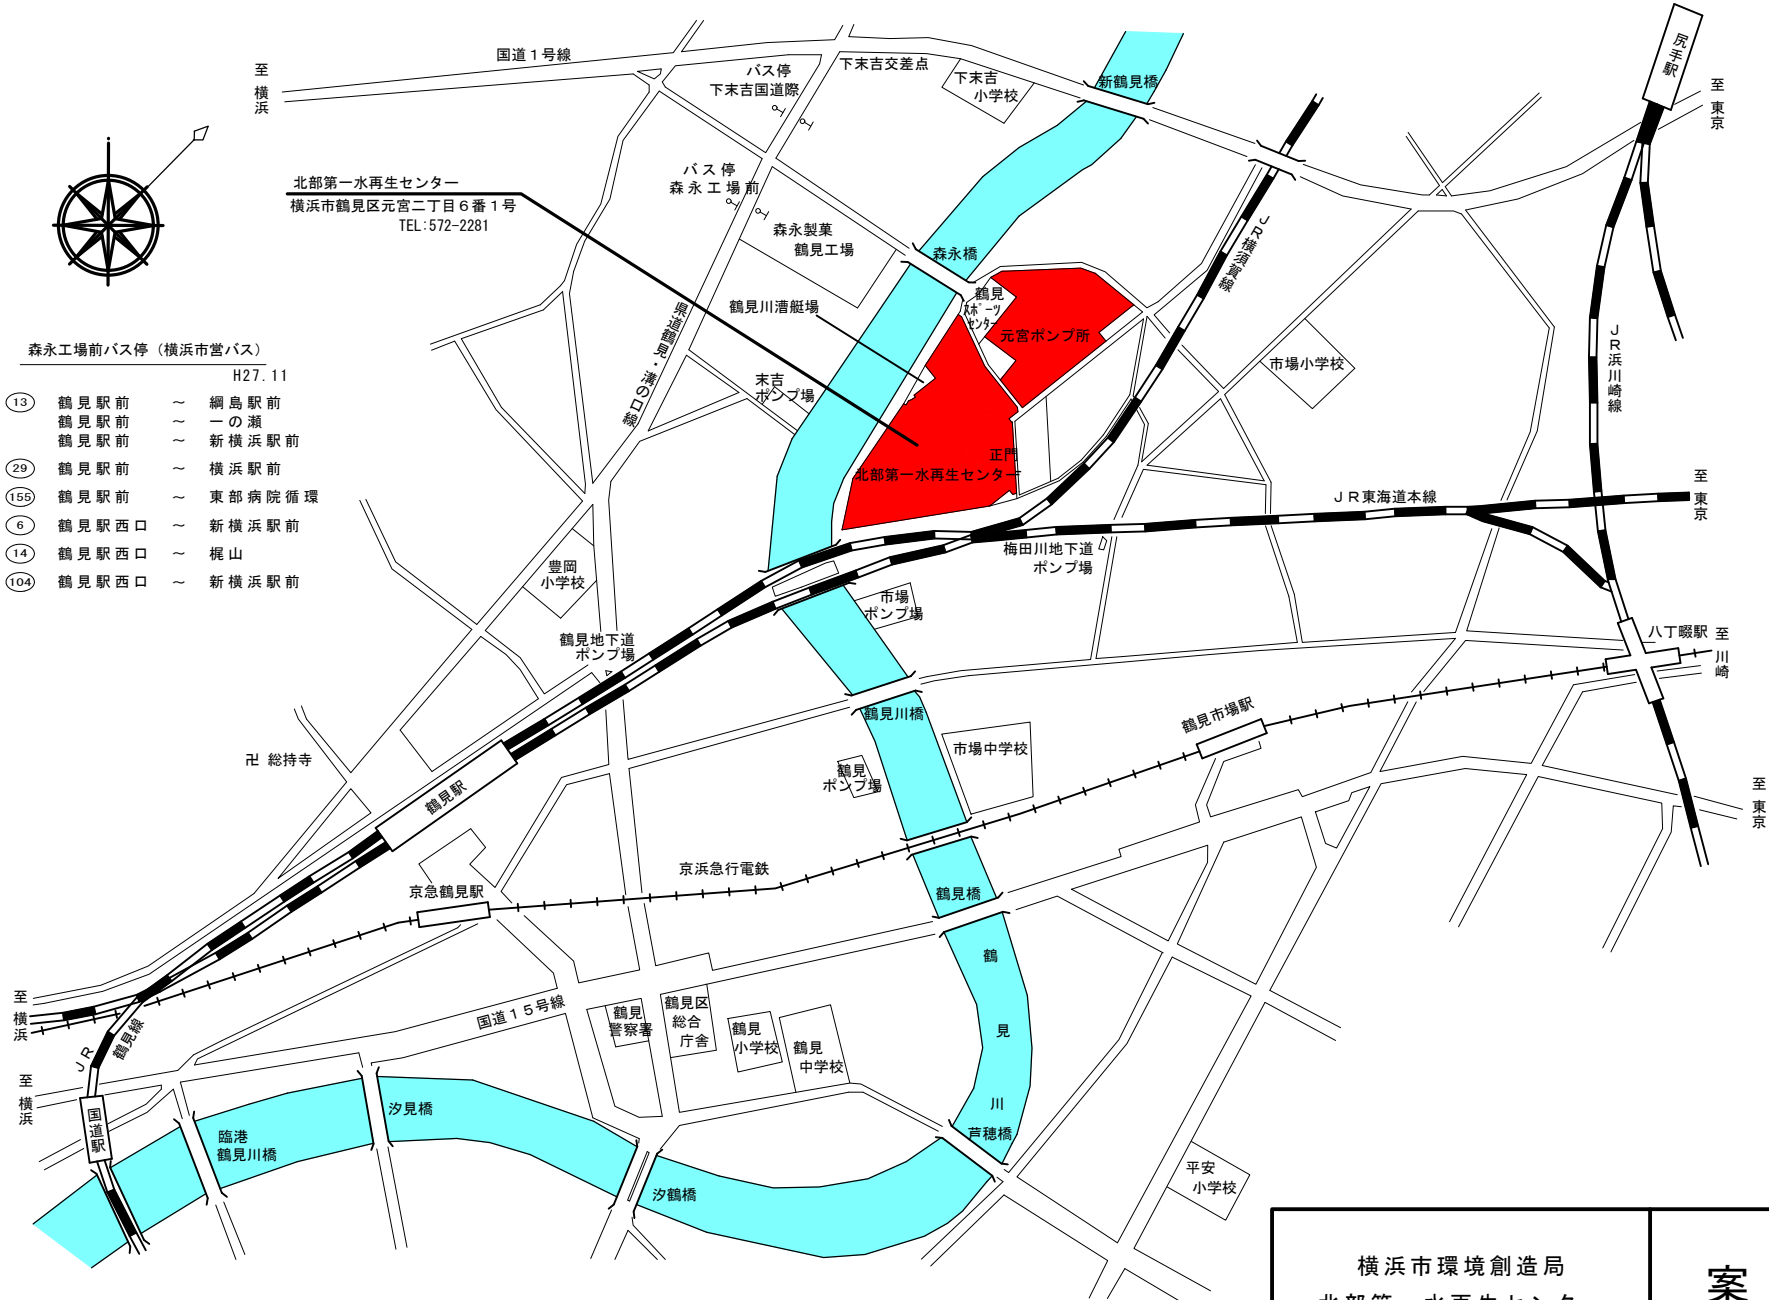 国道１号線
至
横
浜
バス停
下末吉国道際
下末吉交差点
下末吉
小学校
新鶴見橋
尻手駅
至
東
京
バス停
森永工場前
北部第一水再生センター
横浜市鶴見区元宮二丁目６番１号
TEL:572-2281
森永製菓
鶴見工場
森永橋
ＪＲ横須賀線
鶴見
ｽﾎﾟｰﾂ
ｾﾝﾀｰ
元宮ポンプ所
鶴見川漕艇場
県道鶴見・溝の口線
末吉
ポンプ場
市場小学校
ＪＲ浜川崎線
森永工場前バス停（横浜市営バス）
H27.11
13 鶴見駅前 ～ 綱島駅前
鶴見駅前 ～ 一の瀬
鶴見駅前 ～ 新横浜駅前
29 鶴見駅前 ～ 横浜駅前
155 鶴見駅前 ～ 東部病院循環
6 鶴見駅西口 ～ 新横浜駅前
14 鶴見駅西口 ～ 梶山
104 鶴見駅西口 ～ 新横浜駅前
正門
北部第一水再生センター
ＪＲ東海道本線
至
東
京
梅田川地下道
ポンプ場
豊岡
小学校
市場
ポンプ場
鶴見地下道
ポンプ場
八丁畷駅
至
川
崎
鶴見川橋
鶴見市場駅
卍 総持寺
市場中学校
鶴見
ポンプ場
鶴見駅
至
東
京
京浜急行電鉄
京急鶴見駅
鶴見橋
鶴
見
川
至
横
浜
国道１５号線
鶴見
警察署
鶴見区
総合
庁舎
鶴見
小学校
鶴見
中学校
ＪＲ
鶴見線
至
横
浜
国道駅
汐見橋
臨港
鶴見川橋
芦穂橋
汐鶴橋
平安
小学校
横浜市環境創造局
案